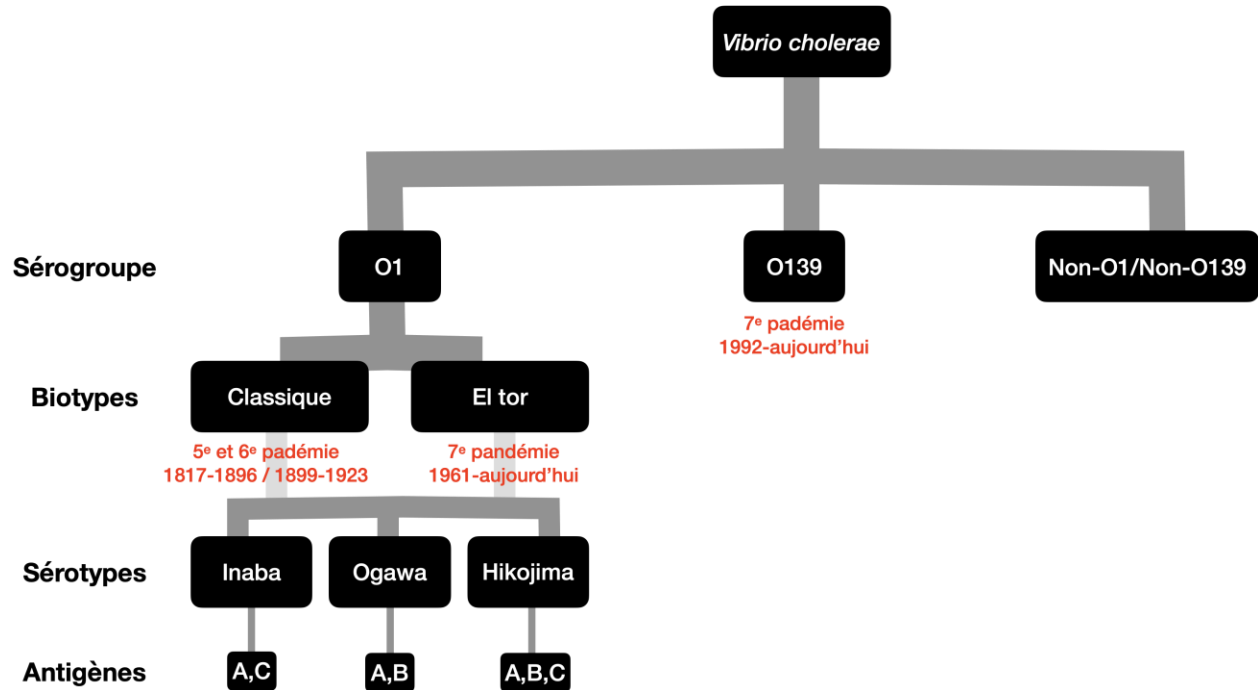 Vibrio cholerae
Sérogroupe
O1
O139
Non-O1/Non-O139
7e padémie
1992-aujourd’hui
Biotypes
Classique
El tor
5e et 6e padémie
1817-1896 / 1899-1923
7e pandémie
1961-aujourd’hui
Sérotypes
Inaba
Ogawa
Hikojima
Antigènes
A,C
A,B
A,B,C